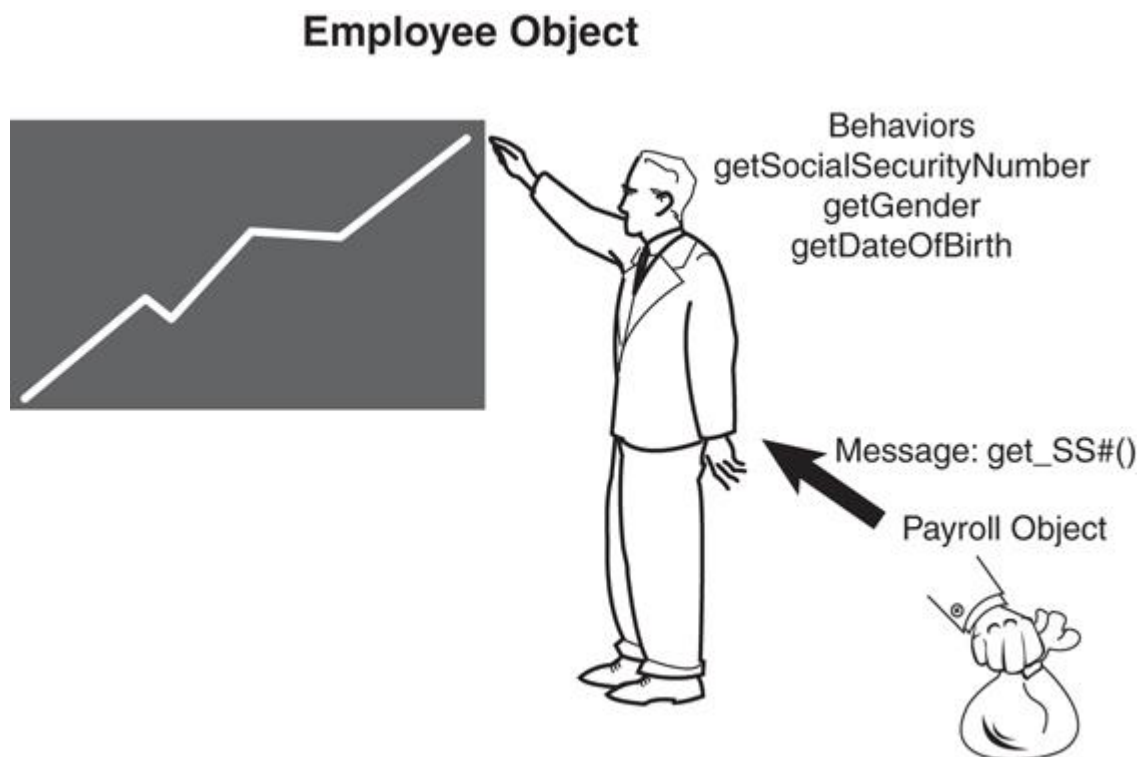 Employee Object
Behaviors
getSocialSecurityNumber
getGender
getDateOfBirth
Message: get_SS#()
Payroll Object